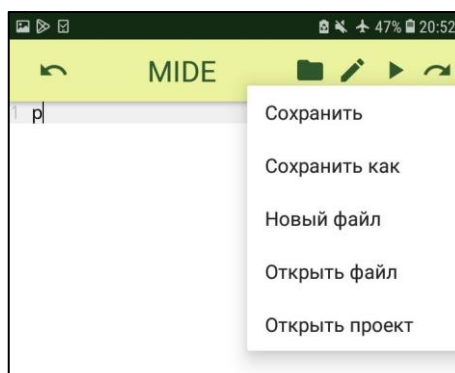 47% 20:52
MIDE
1 p
Сохранить
Сохранить как
Новый файл
Открыть файл
Открыть проект